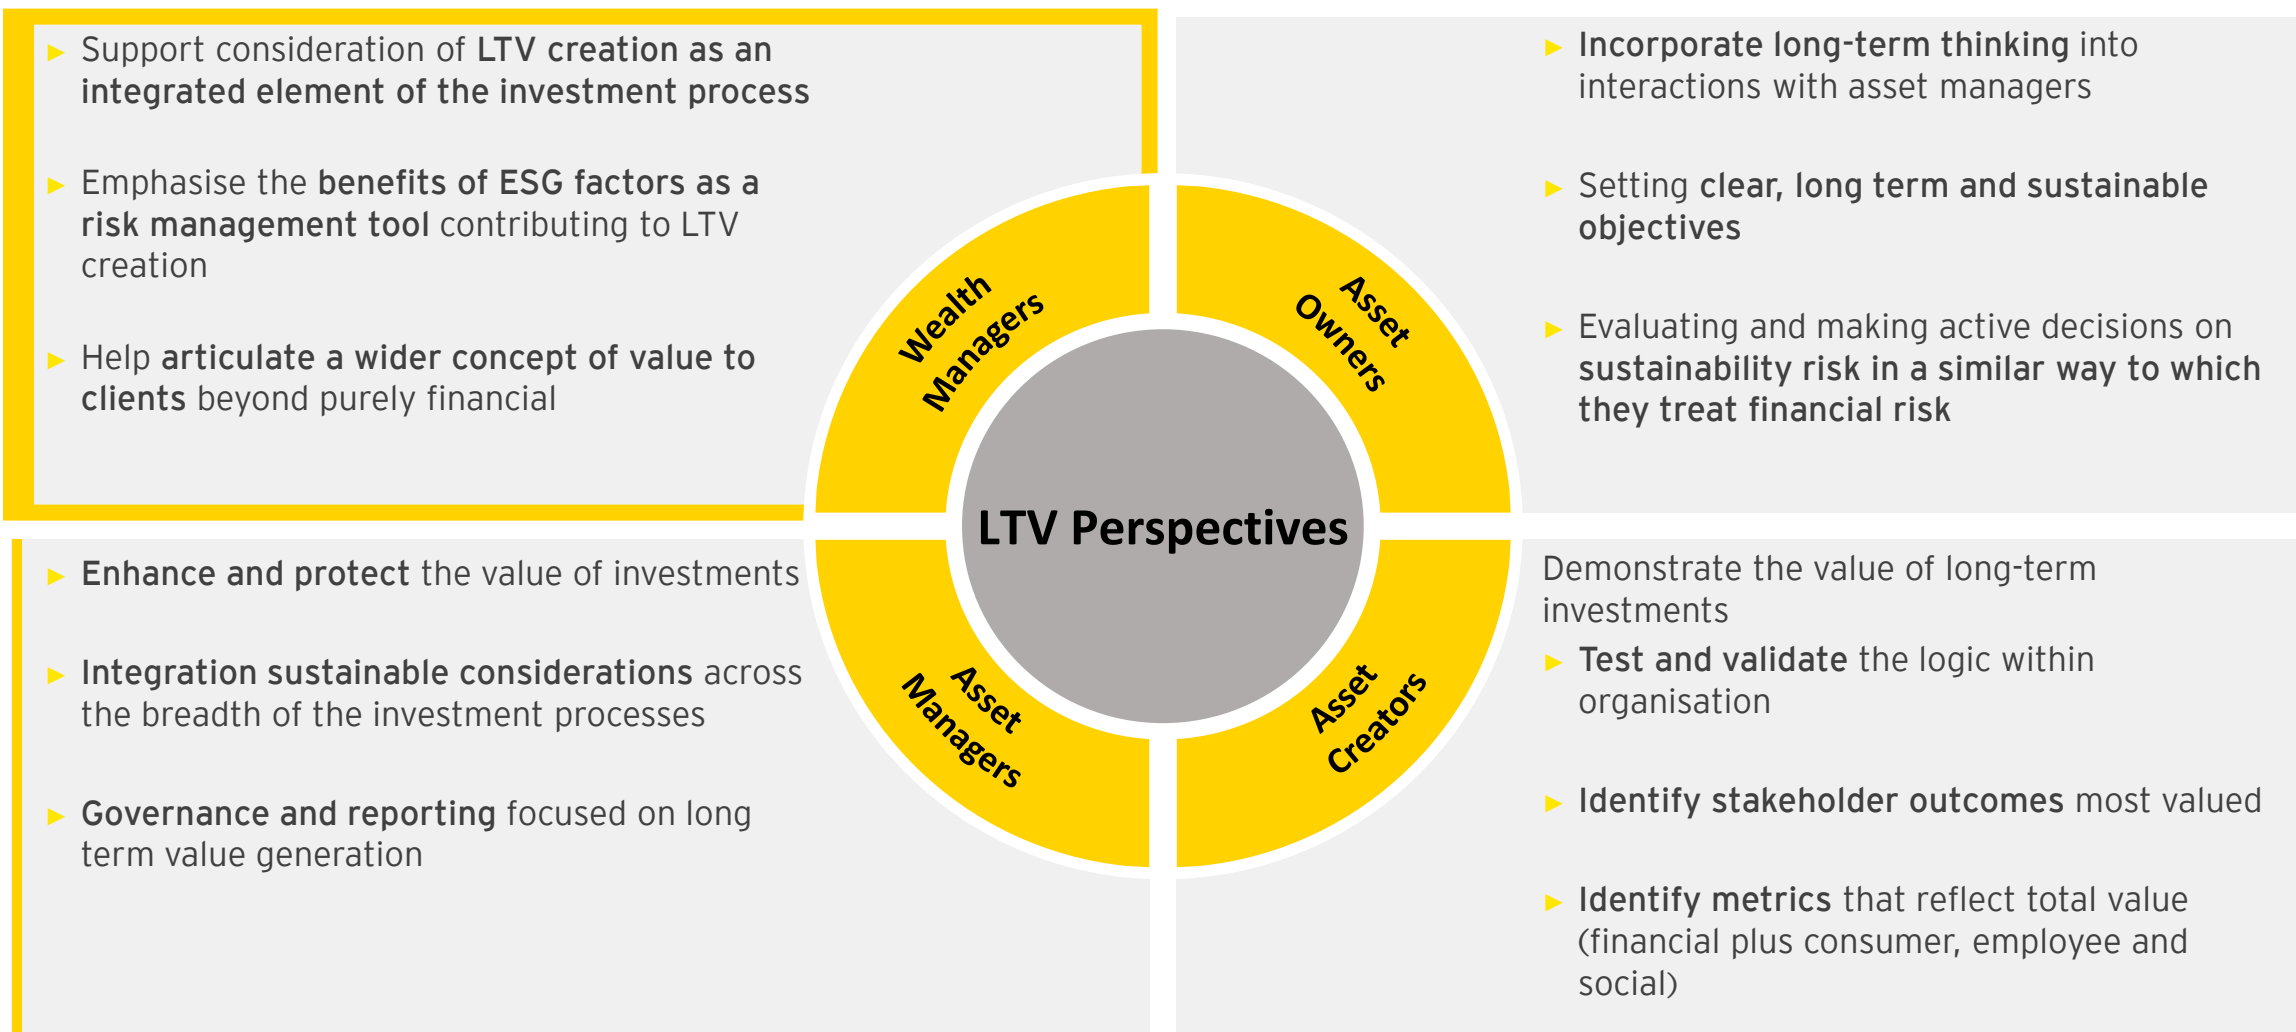 ► Support consideration of LTV creation as an
integrated element of the investment process
► Emphasise the benefits of ESG factors as a
risk management tool contributing to LTV
creation
► Help articulate a wider concept of value to
clients beyond purely financial
► Incorporate long-term thinking into
interactions with asset managers
► Setting clear, long term and sustainable
objectives
► Evaluating and making active decisions on
sustainability risk in a similar way to which
they treat financial risk
Wealth
Managers
Asset
Owners
LTV Perspectives
Asset
Managers
Asset
Creators
► Enhance and protect the value of investments
► Integration sustainable considerations across
the breadth of the investment processes
► Governance and reporting focused on long
term value generation
Demonstrate the value of long-term
investments
► Test and validate the logic within
organisation
► Identify stakeholder outcomes most valued
► Identify metrics that reflect total value
(financial plus consumer, employee and
social)